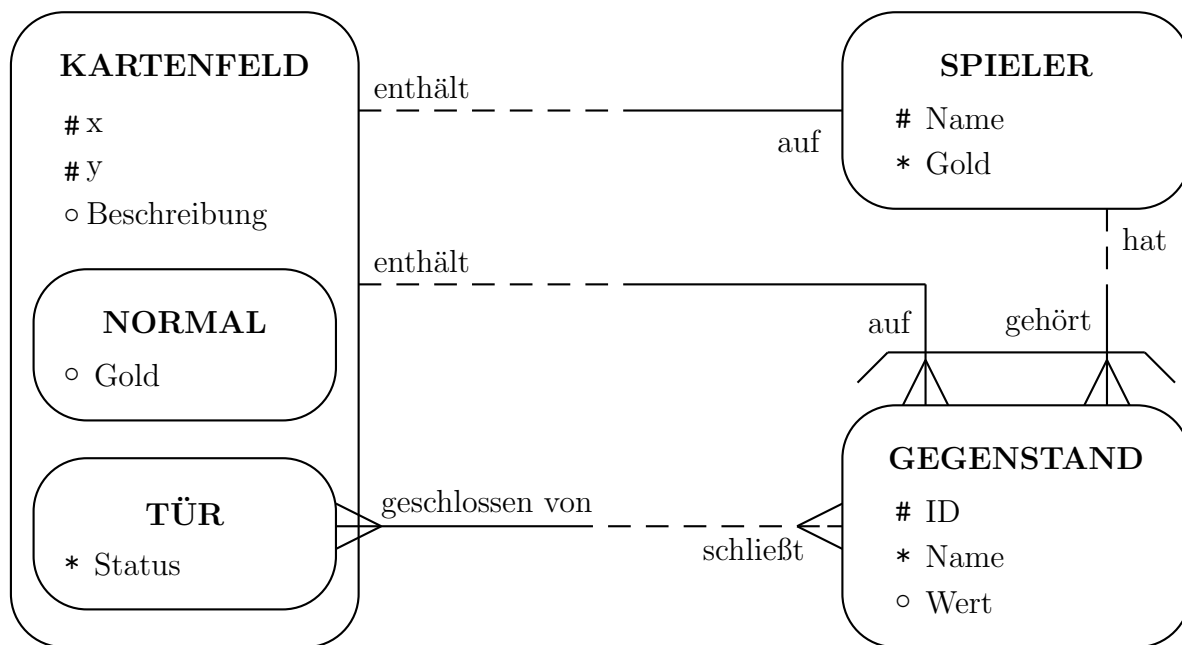 KARTENFELD
# x
# y
○ Beschreibung
NORMAL
○ Gold
TÜR
* Status
enthält
auf
enthält
auf
gehört
hat
geschlossen von
schließt
SPIELER
# Name
* Gold
GEGENSTAND
# ID
* Name
○ Wert